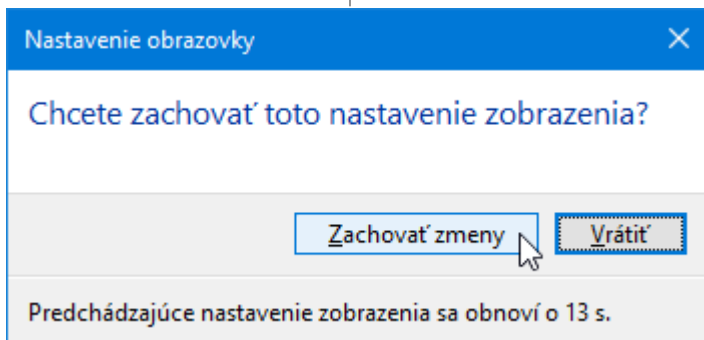 Nastavenie obrazovky
Chcete zachovať toto nastavenie zobrazenia?
Zachovať zmeny
Vrátiť
Predchádzajúce nastavenie zobrazenia sa obnoví o 13 s.